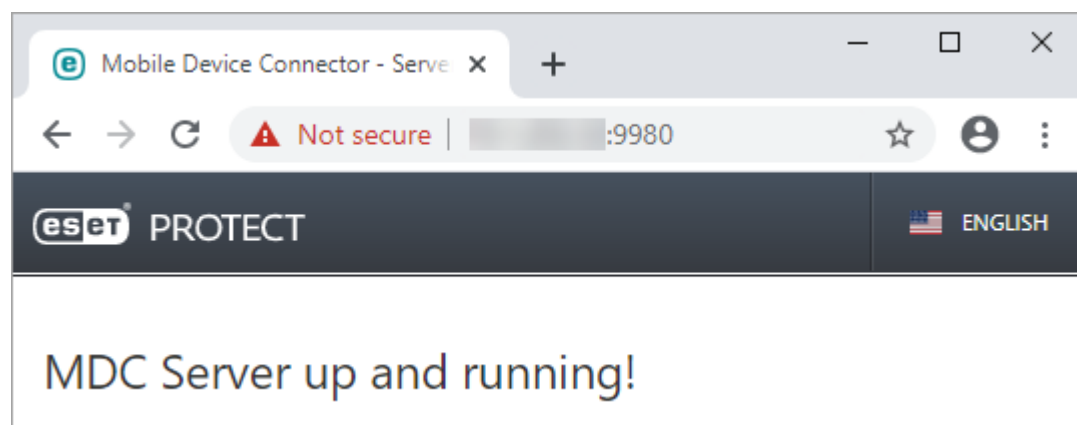 Mobile Device Connector - Serve
Not secure | :9980
eseT PROTECT
ENGLISH
MDC Server up and running!